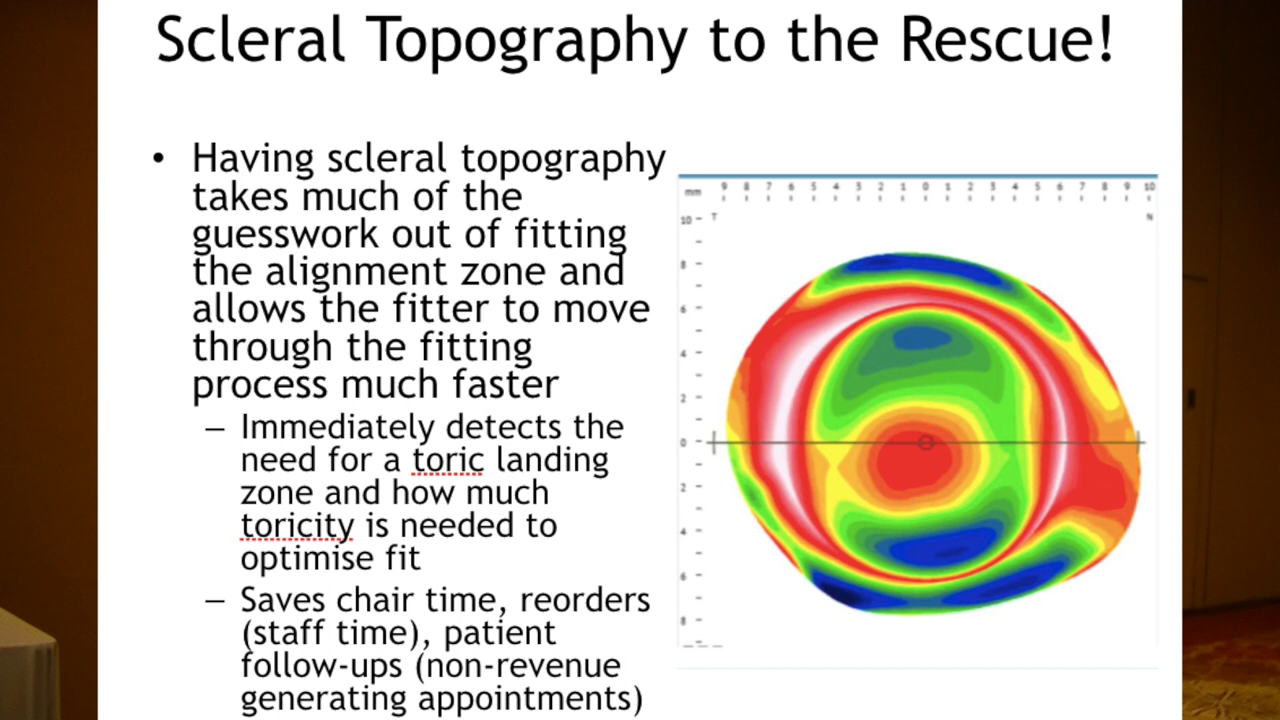 Scleral Topography to the Rescue!
• Having scleral topography
takes much of the
guesswork out of fitting
the alignment zone and
allows the fitter to move
through the fitting
process much faster
– Immediately detects the
need for a toric landing
zone and how much
toricity is needed to
optimise fit
– Saves chair time, reorders
(staff time), patient
follow-ups (non-revenue
generating appointments)
mm 9 8 7 6 5 4 3 2 1 0 1 2 3 4 5 6 7 8 9 10
10 T N
8
6
4
2
0
2
4
6
8